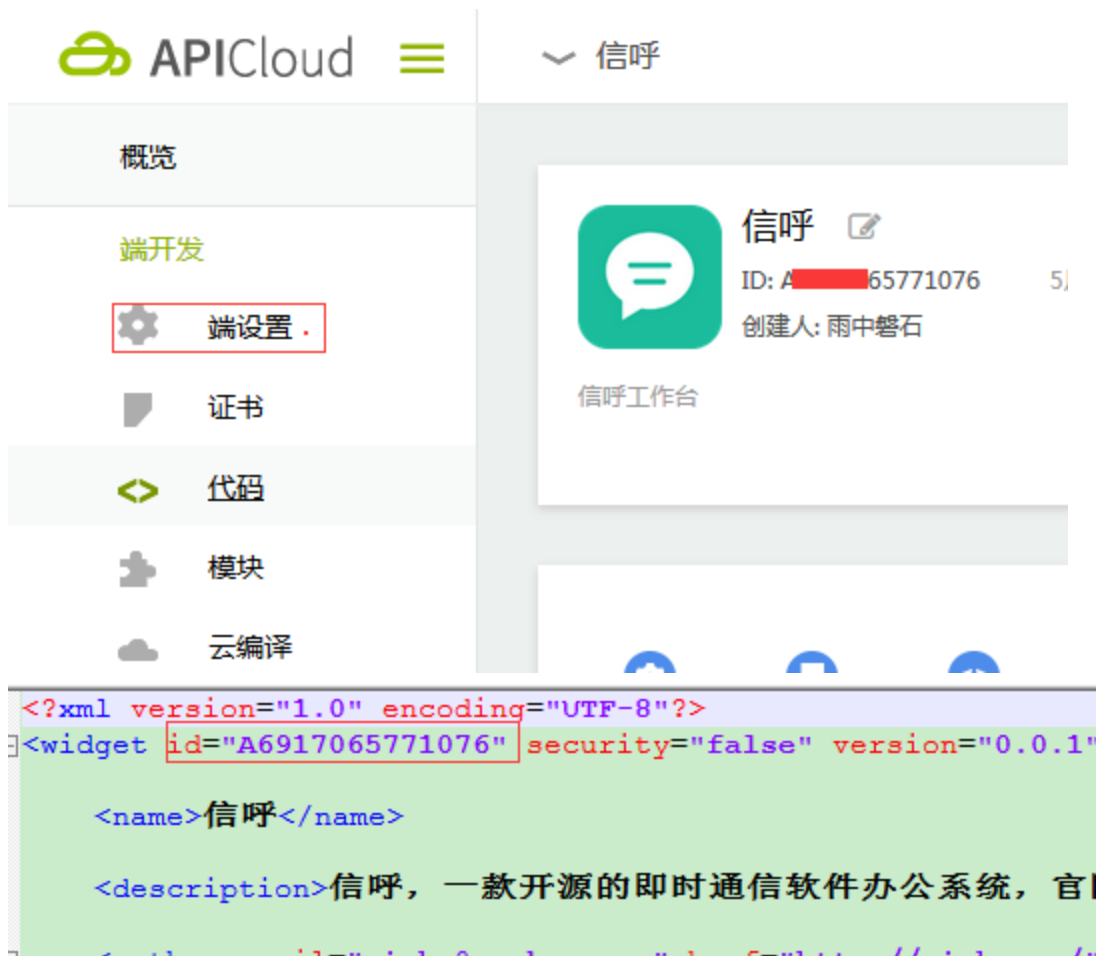 APICloud
信呼
概览
端开发
端设置
证书
代码
模块
云编译
信呼
ID: A 65771076
创建人: 雨中磐石
信呼工作台
<?xml version="1.0" encoding="UTF-8"?>
<widget id="A6917065771076" security="false" version="0.0.1"
<name>信呼</name>
<description>信呼，一款开源的即时通信软件办公系统，官